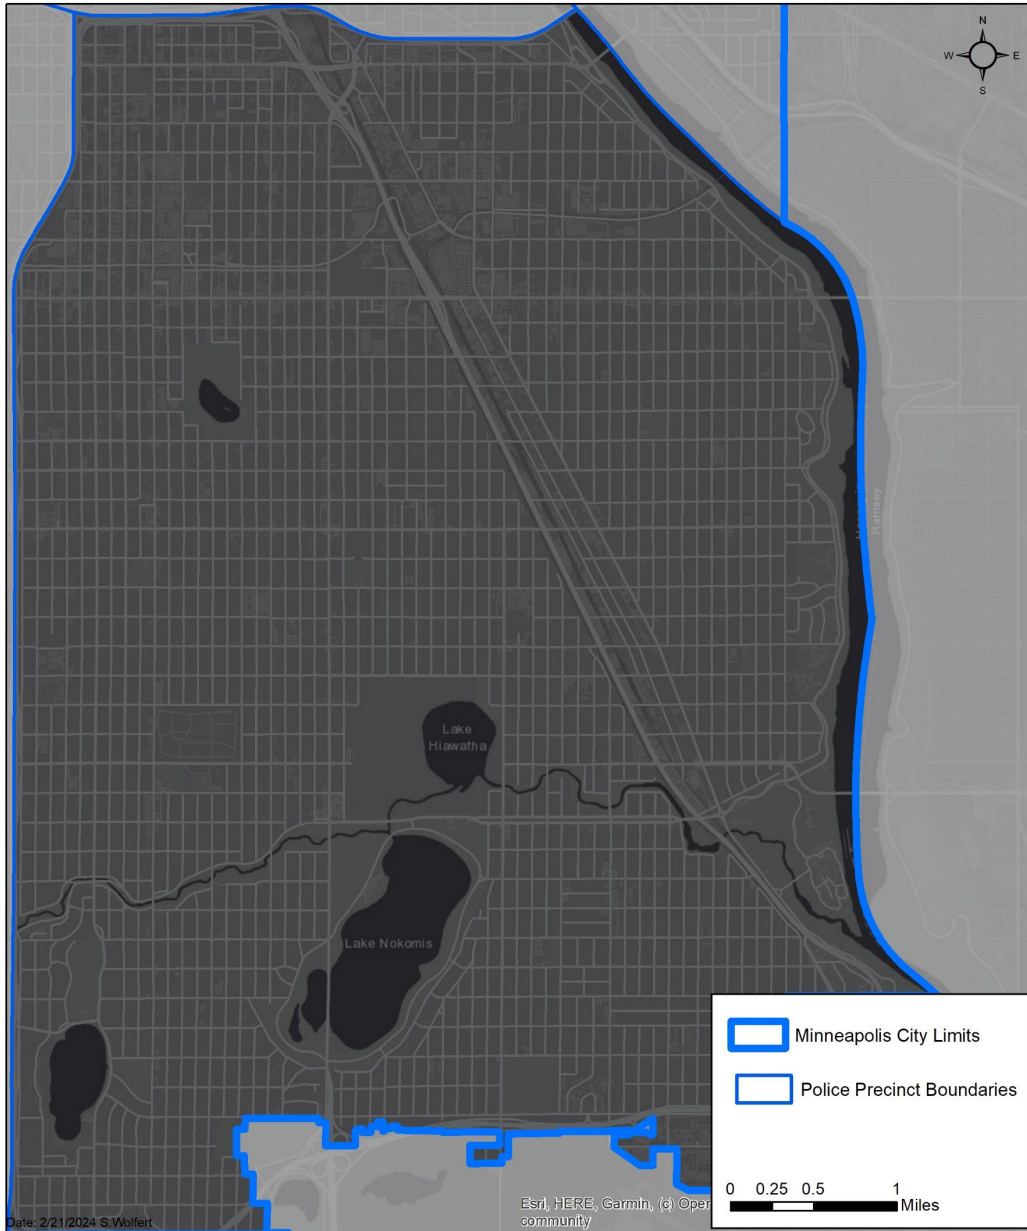 N
W E
S
Ramsey
Lake
Hiawatha
Lake Nokomis
Minneapolis City Limits
Police Precinct Boundaries
0 0.25 0.5 1
Miles
Esri, HERE, Garmin, (c) Oper
community
Date: 2/21/2024 S.Wolfert